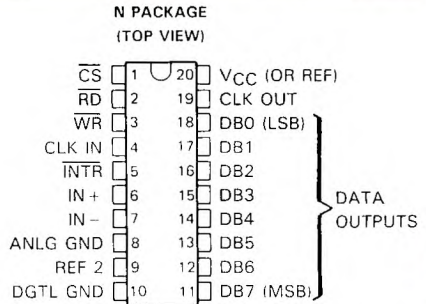 N PACKAGE
(TOP VIEW)
CS 1 20 VCC (OR REF)
RD 2 19 CLK OUT
WR 3 18 DB0 (LSB)
CLK IN 4 17 DB1
INTR 5 16 DB2
IN + 6 15 DB3
IN − 7 14 DB4
ANLG GND 8 13 DB5
REF 2 9 12 DB6
DGTL GND 10 11 DB7 (MSB)
DATA
OUTPUTS